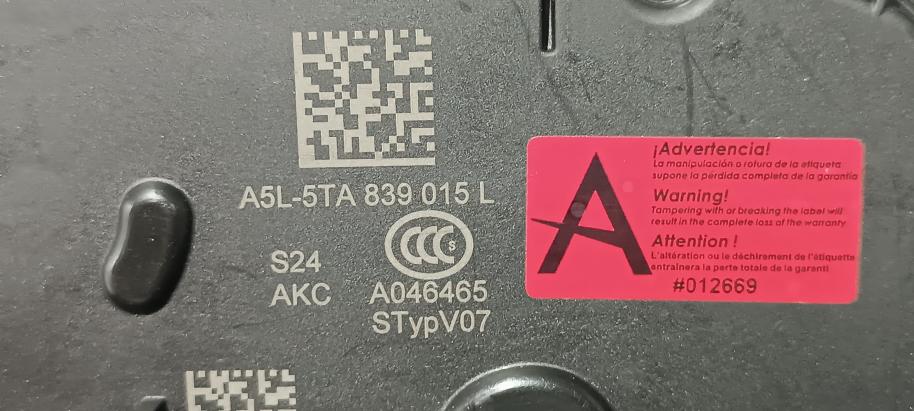 A5L-5TA 839 015 L
CCC S
S24
AKC
A046465
STypV07
A
¡Advertencia!
La manipulación o rotura de la etiqueta
supone la pérdida completa de la garantía
Warning!
Tampering with or breaking the label will
result in the complete loss of the warranty
Attention !
L'altération ou le déchirement de l'étiquette
entraînera la perte totale de la garanti
#012669